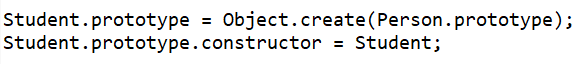 Student.prototype = Object.create(Person.prototype);
Student.prototype.constructor = Student;